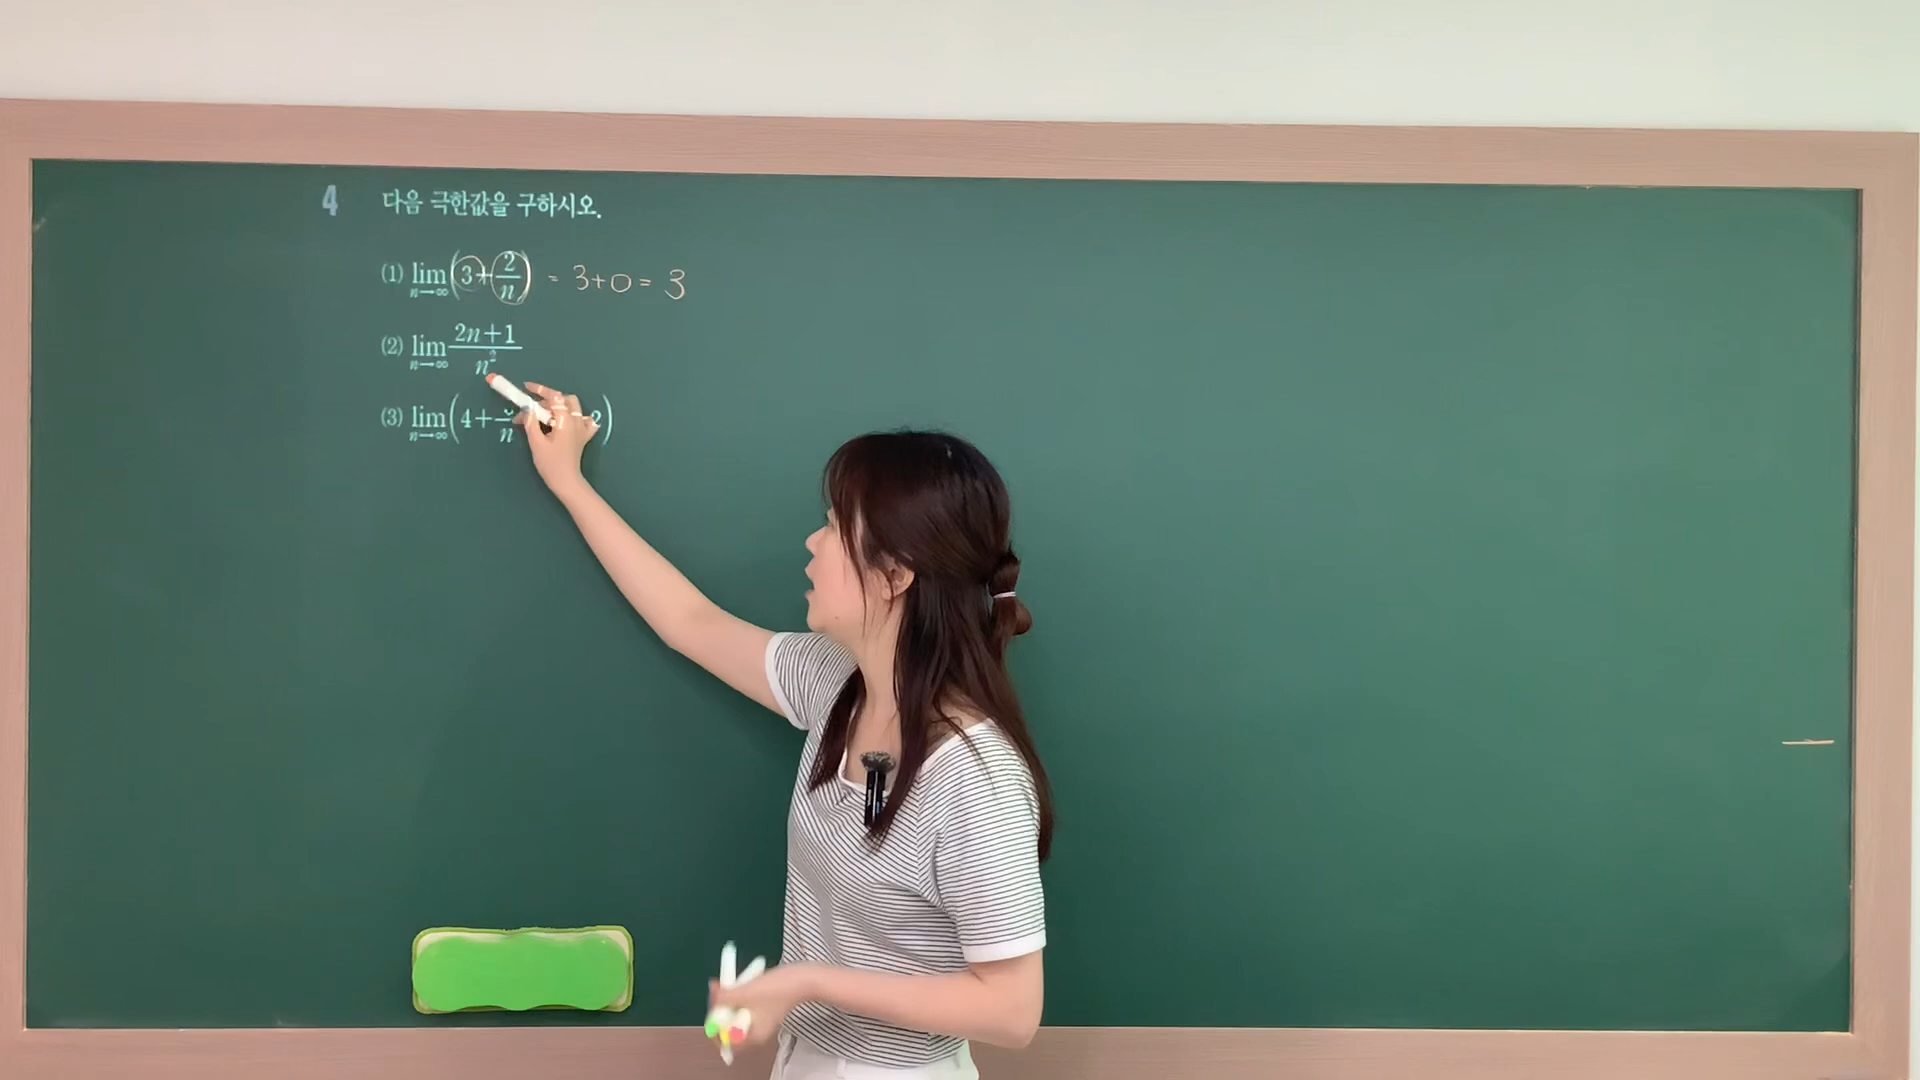 4 다음 극한값을 구하시오.
(1) lim n→∞ (3+2/n) = 3+0 = 3
(2) lim n→∞ (2n+1)/n²
(3) lim n→∞ (4+ /n 2)